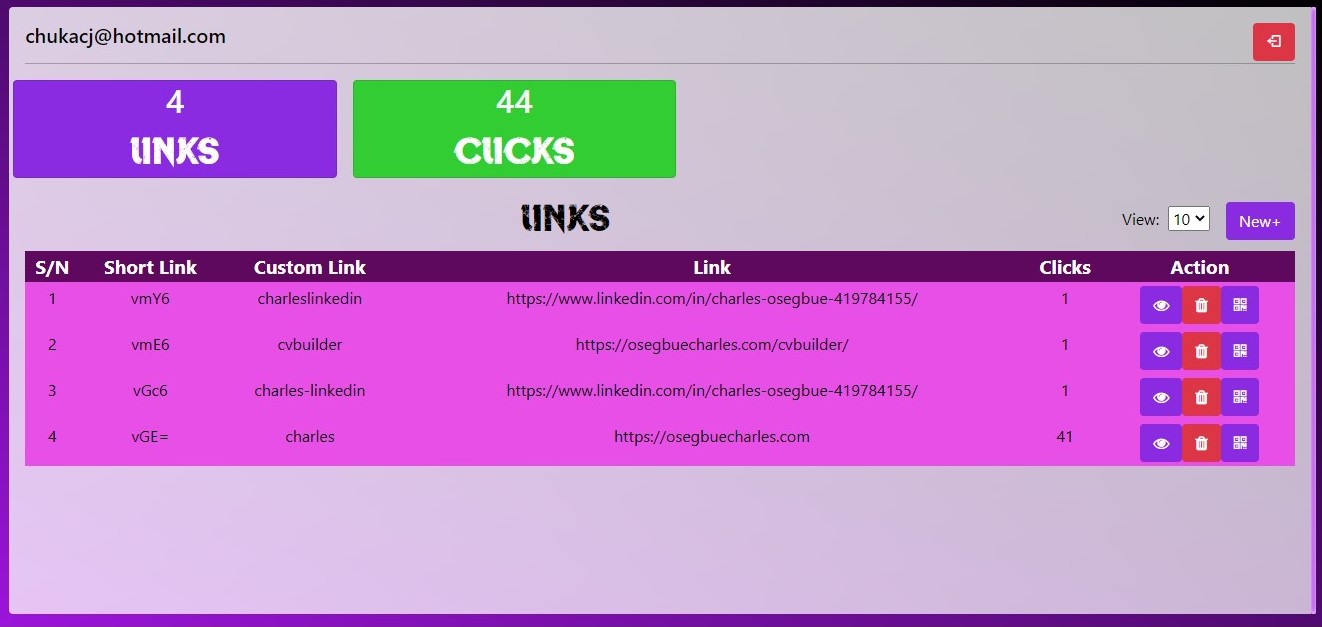 chukacj@hotmail.com
4
LINKS
44
CLICKS
LINKS
View: 10 New+
S/N Short Link Custom Link Link Clicks Action
1 vmY6 charleslinkedin https://www.linkedin.com/in/charles-osegbue-419784155/ 1
2 vmE6 cvbuilder https://osegbuecharles.com/cvbuilder/ 1
3 vGc6 charles-linkedin https://www.linkedin.com/in/charles-osegbue-419784155/ 1
4 vGE= charles https://osegbuecharles.com 41